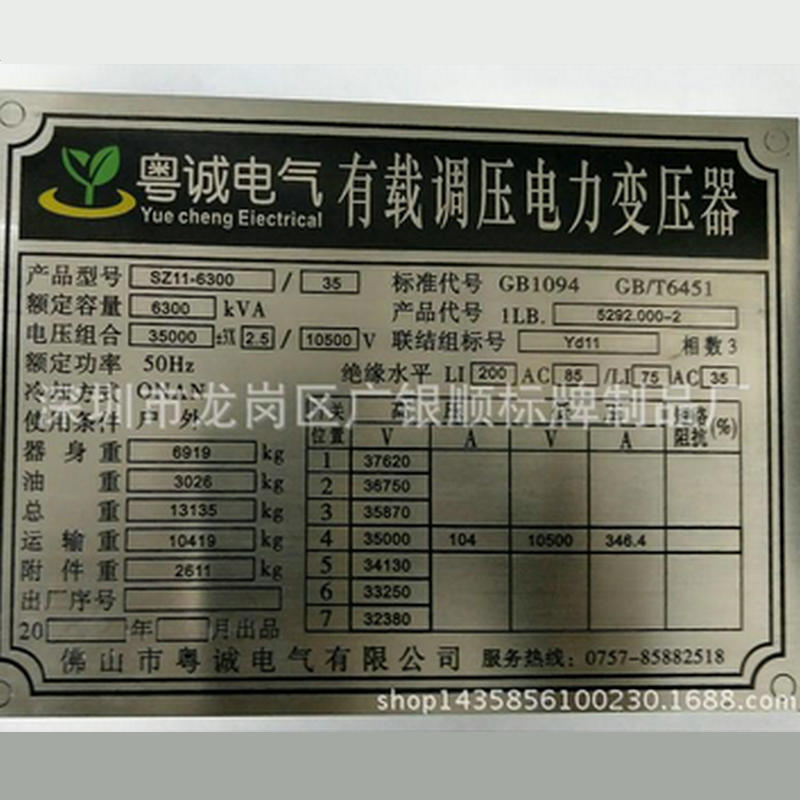 粤诚电气 有载调压电力变压器
Yue cheng Electrical
产品型号 SZ11-6300 / 35 标准代号 GB1094 GB/T6451
额定容量 6300 kVA 产品代号 1LB. 5292.000-2
电压组合 35000 ±3X 2.5 / 10500 V 联结组标号 Yd11 相数 3
额定功率 50Hz 绝缘水平 LI 200 AC 85 /LI 75 AC 35
冷却方式 ONAN
深圳市龙岗区广银顺标牌制品厂
使用条件 户外
器身重 6919 kg
油重 3026 kg
总重 13135 kg
运输重 10419 kg
附件重 2611 kg
出厂序号
20 年 月出品
位置 V A V A 阻抗(%)
1 37620
2 36750
3 35870
4 35000 104 10500 346.4
5 34130
6 33250
7 32380
佛山市粤诚电气有限公司 服务热线: 0757-85882518
shop1435856100230.1688.com